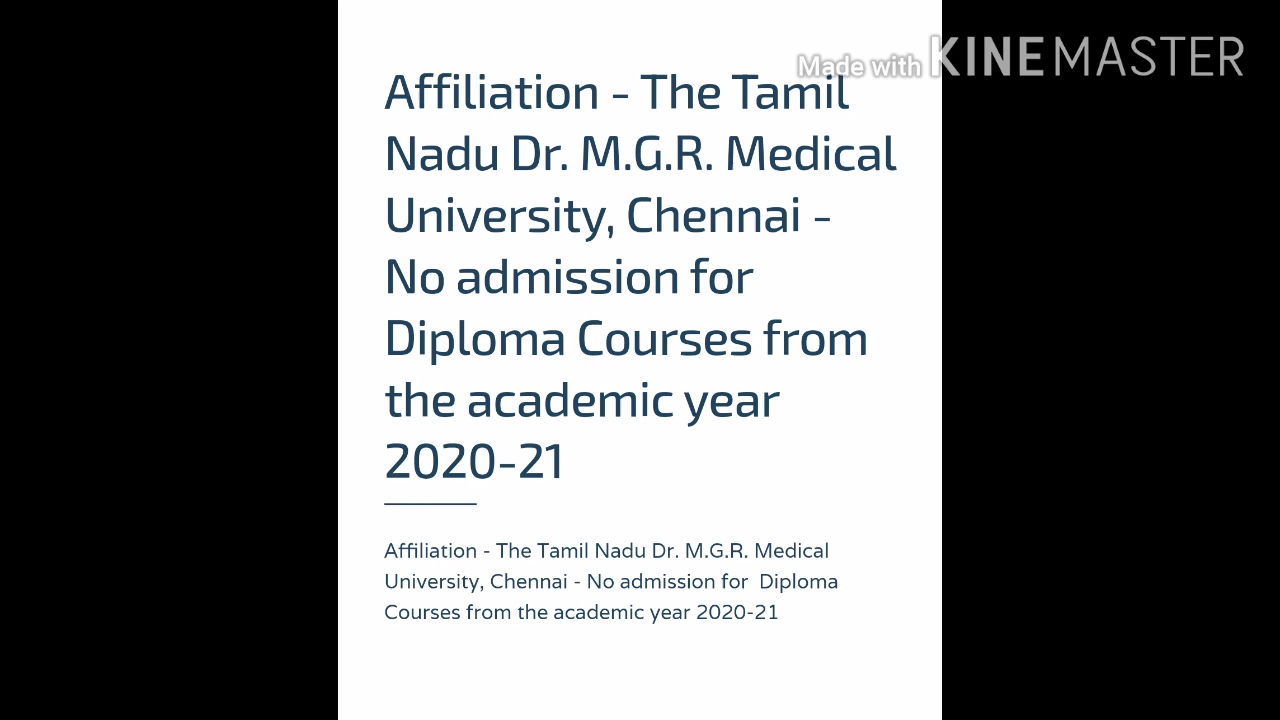 Made with KINEMASTER
Affiliation - The Tamil
Nadu Dr. M.G.R. Medical
University, Chennai -
No admission for
Diploma Courses from
the academic year
2020-21
Affiliation - The Tamil Nadu Dr. M.G.R. Medical
University, Chennai - No admission for  Diploma
Courses from the academic year 2020-21